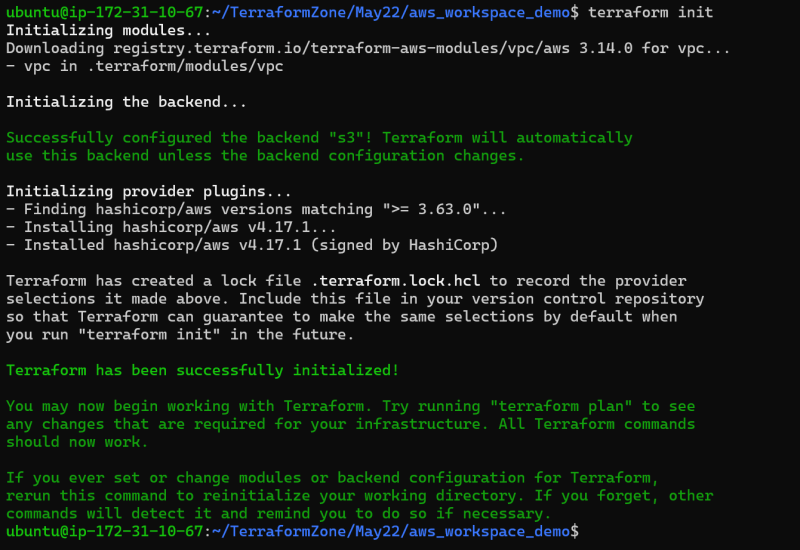 ubuntu@ip-172-31-10-67:~/TerraformZone/May22/aws_workspace_demo$ terraform init
Initializing modules...
Downloading registry.terraform.io/terraform-aws-modules/vpc/aws 3.14.0 for vpc...
- vpc in .terraform/modules/vpc

Initializing the backend...

Successfully configured the backend "s3"! Terraform will automatically
use this backend unless the backend configuration changes.

Initializing provider plugins...
- Finding hashicorp/aws versions matching ">= 3.63.0"...
- Installing hashicorp/aws v4.17.1...
- Installed hashicorp/aws v4.17.1 (signed by HashiCorp)

Terraform has created a lock file .terraform.lock.hcl to record the provider
selections it made above. Include this file in your version control repository
so that Terraform can guarantee to make the same selections by default when
you run "terraform init" in the future.

Terraform has been successfully initialized!

You may now begin working with Terraform. Try running "terraform plan" to see
any changes that are required for your infrastructure. All Terraform commands
should now work.

If you ever set or change modules or backend configuration for Terraform,
rerun this command to reinitialize your working directory. If you forget, other
commands will detect it and remind you to do so if necessary.
ubuntu@ip-172-31-10-67:~/TerraformZone/May22/aws_workspace_demo$